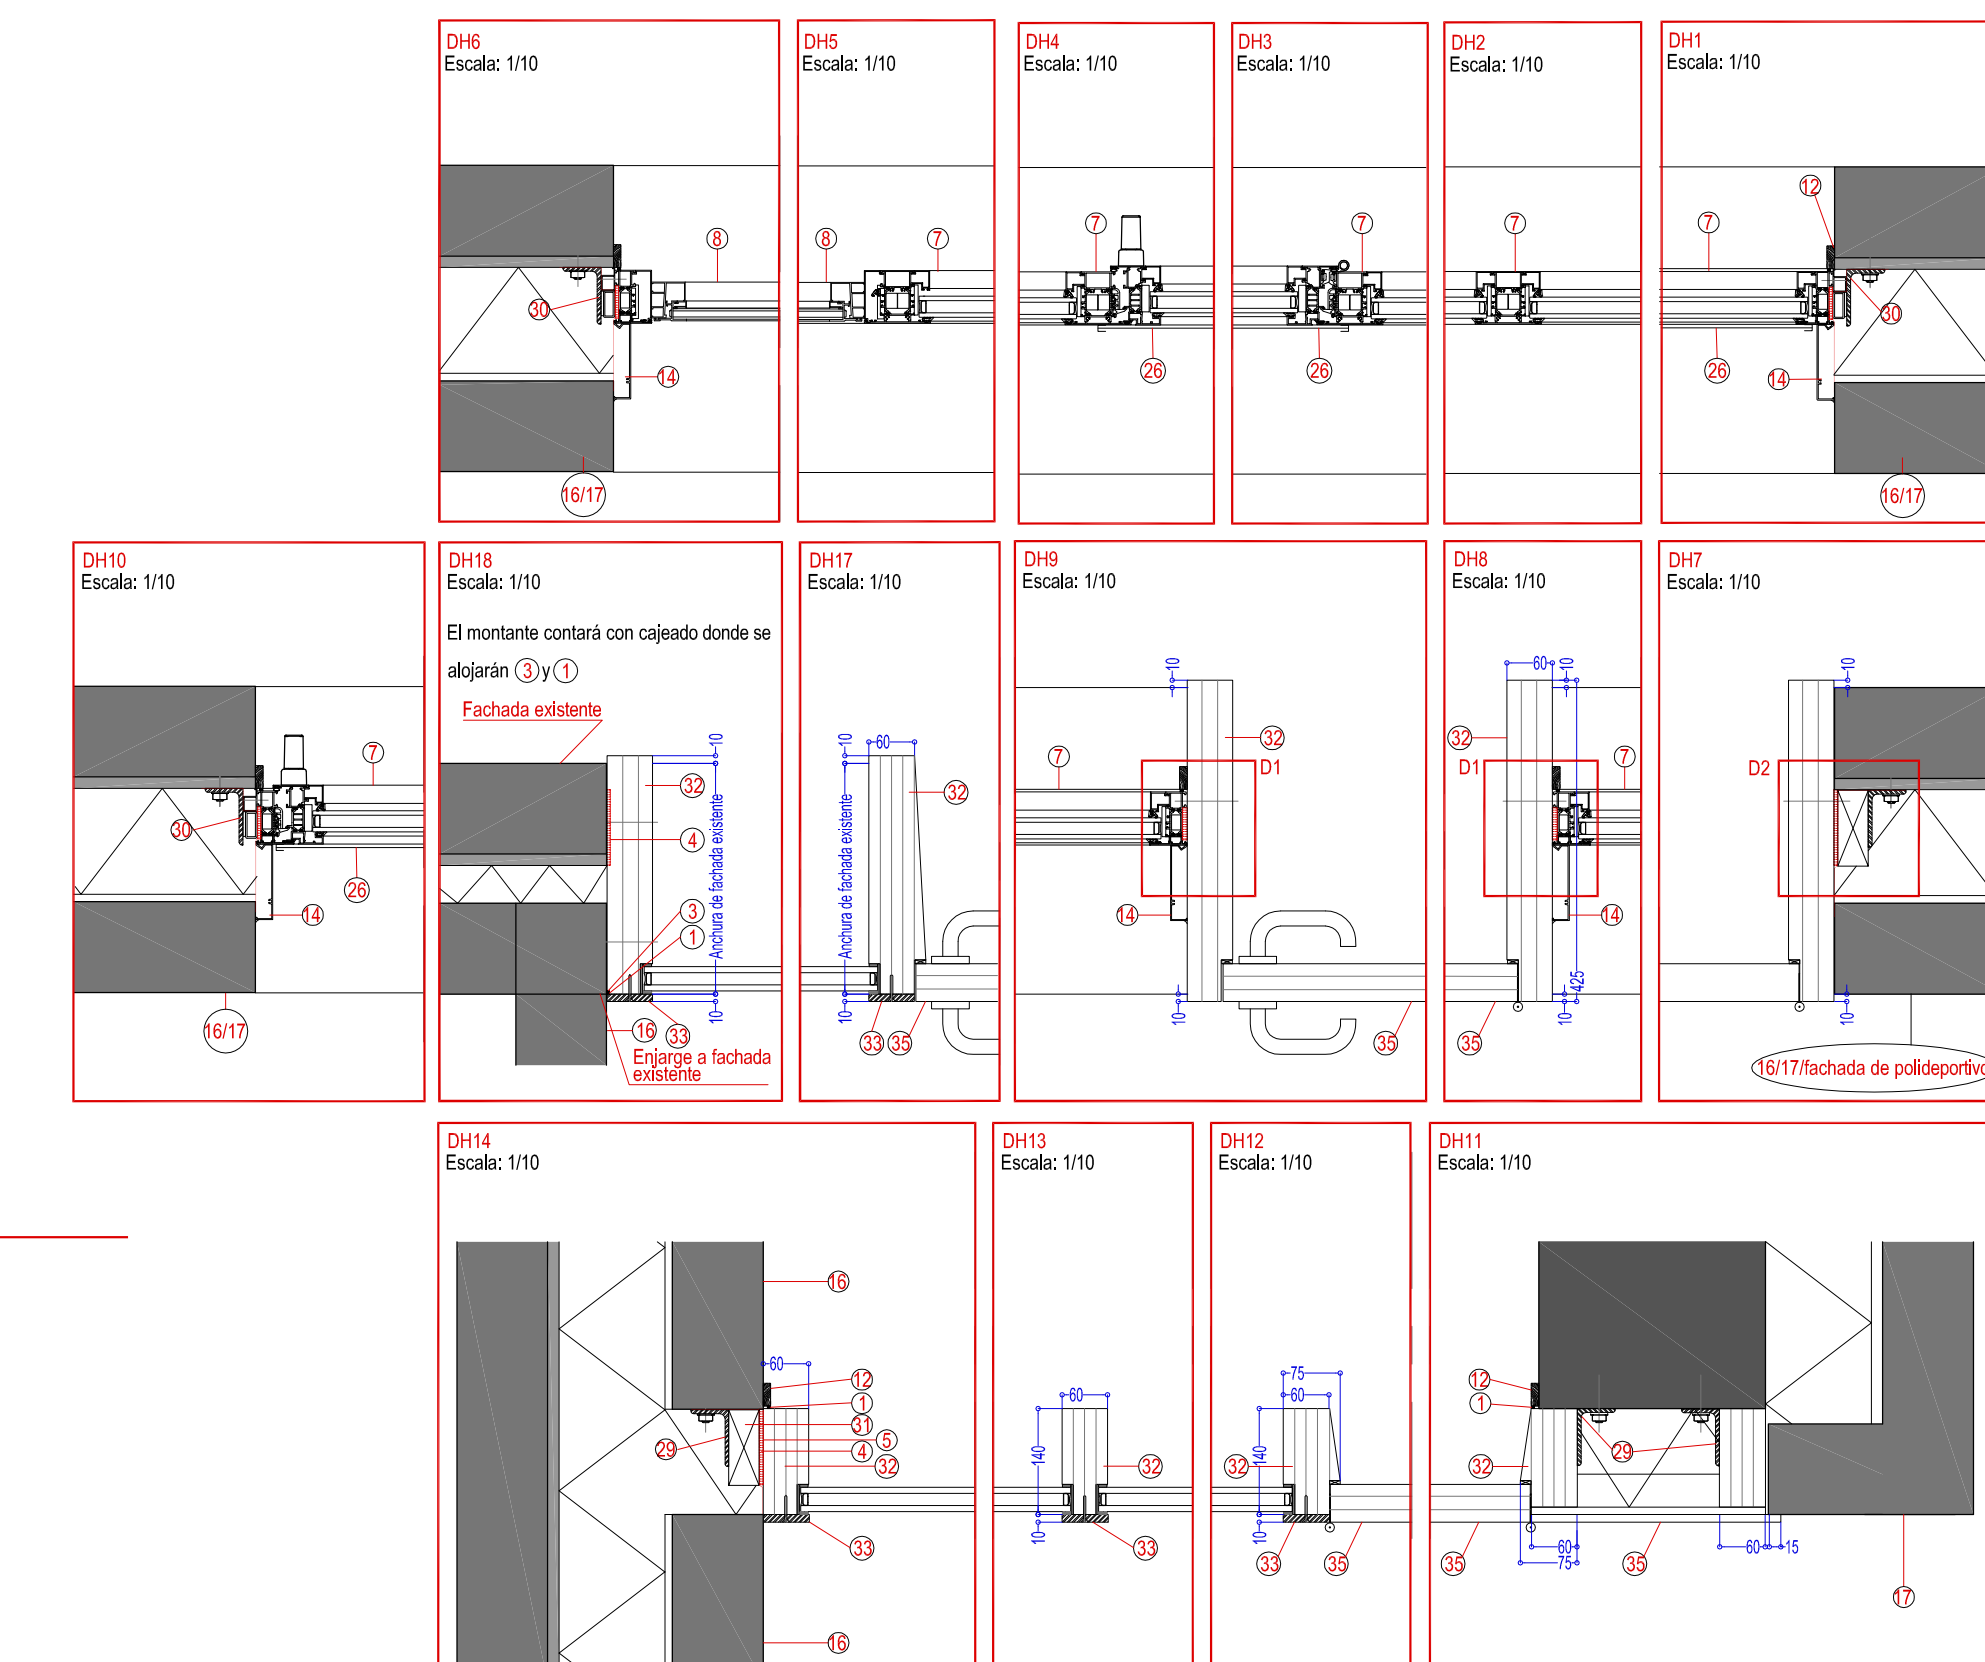 DH6
Escala: 1/10
8
30
14
16/17
DH5
Escala: 1/10
8
7
DH4
Escala: 1/10
7
26
DH3
Escala: 1/10
7
26
DH2
Escala: 1/10
7
DH1
Escala: 1/10
12
7
30
26
14
16/17
DH10
Escala: 1/10
7
30
26
14
16/17
DH18
Escala: 1/10
El montante contará con cajeado donde se
alojarán 3 y 1
Fachada existente
10
32
Anchura de fachada existente
4
3
1
10
16
33
Enjarge a fachada
existente
DH17
Escala: 1/10
10
60
32
Anchura de fachada existente
10
33
35
DH9
Escala: 1/10
10
32
7
D1
14
10
35
DH8
Escala: 1/10
60
10
32
7
D1
14
425
10
35
DH7
Escala: 1/10
10
D2
10
16/17/fachada de polideportivo
DH14
Escala: 1/10
16
60
12
1
31
5
29
4
32
33
16
DH13
Escala: 1/10
60
140
32
10
33
DH12
Escala: 1/10
75
60
140
32
10
33
35
DH11
Escala: 1/10
12
1
29
32
60
75
60
15
35
35
17